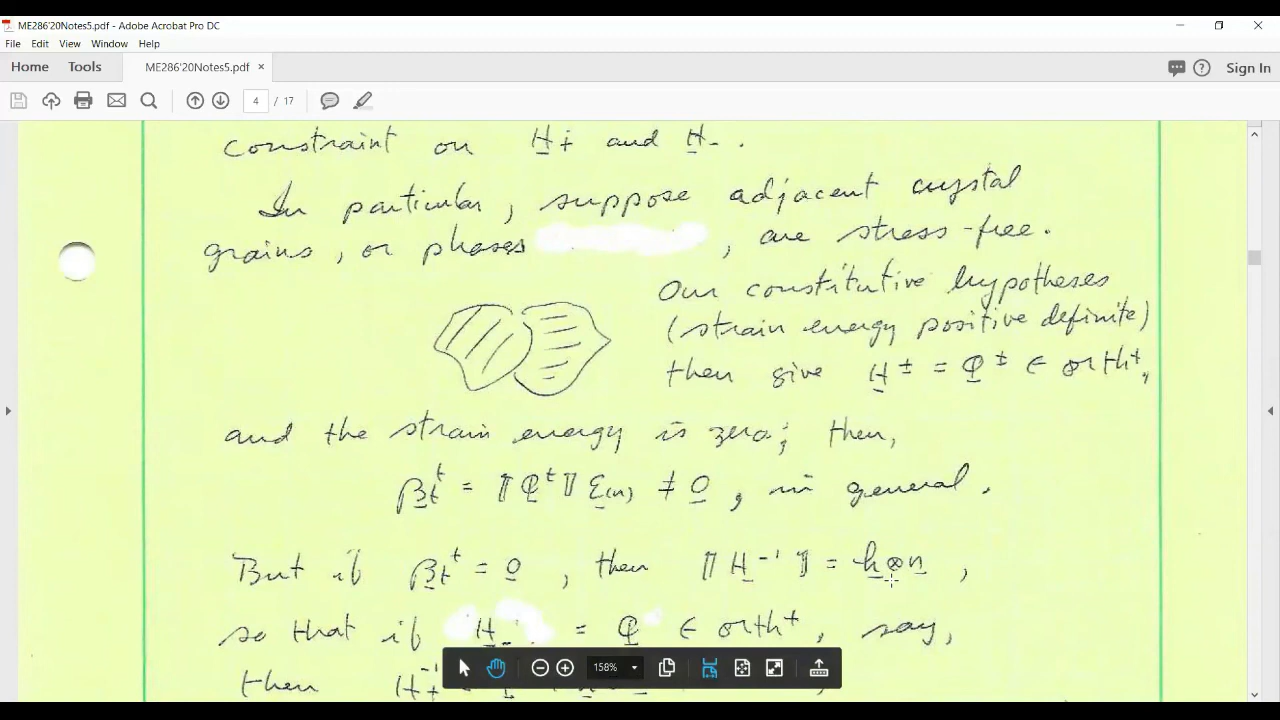 ME286'20Notes5.pdf - Adobe Acrobat Pro DC
File Edit View Window Help
Home Tools ME286'20Notes5.pdf × Sign In
4 / 17
constraint on H+ and H-.
In particular, suppose adjacent crystal
grains, or phases , are stress-free.
Our constitutive hypotheses
(strain energy positive definite)
then give H± = Q± ∈ orth+,
and the strain energy is zero; then,
βt^t = ⟦Q^t⟧ε(n) ≠ 0, in general.
But if βt^t = 0, then ⟦H⁻¹⟧ = k⊗n,
so that if H- = Q ∈ orth+, say,
158%
then H+⁻¹